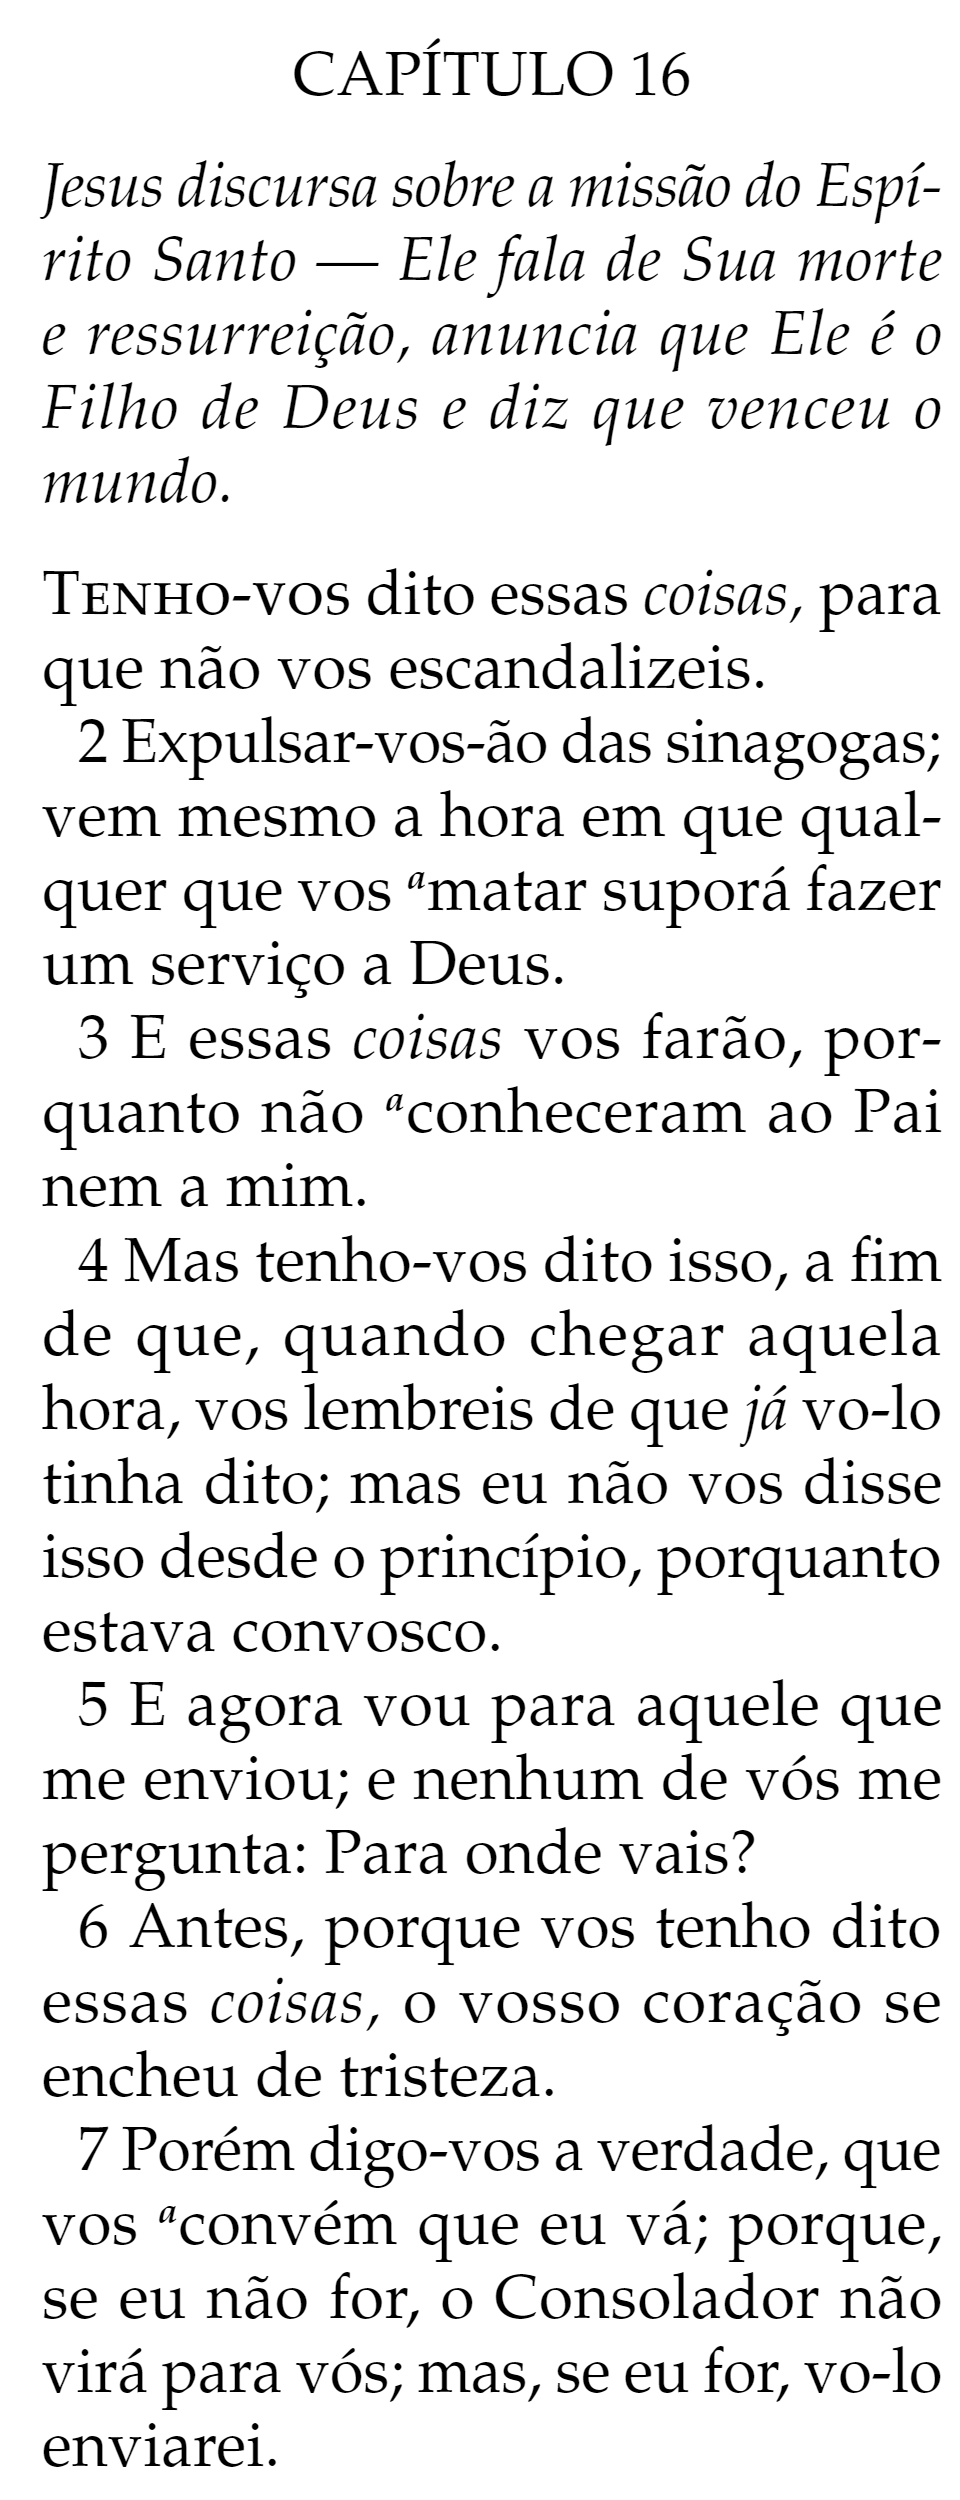 CAPÍTULO 16
Jesus discursa sobre a missão do Espí-
rito Santo — Ele fala de Sua morte
e ressurreição, anuncia que Ele é o
Filho de Deus e diz que venceu o
mundo.
Tenho-vos dito essas coisas, para
que não vos escandalizeis.
2 Expulsar-vos-ão das sinagogas;
vem mesmo a hora em que qual-
quer que vos ᵃmatar suporá fazer
um serviço a Deus.
3 E essas coisas vos farão, por-
quanto não ᵃconheceram ao Pai
nem a mim.
4 Mas tenho-vos dito isso, a fim
de que, quando chegar aquela
hora, vos lembreis de que já vo-lo
tinha dito; mas eu não vos disse
isso desde o princípio, porquanto
estava convosco.
5 E agora vou para aquele que
me enviou; e nenhum de vós me
pergunta: Para onde vais?
6 Antes, porque vos tenho dito
essas coisas, o vosso coração se
encheu de tristeza.
7 Porém digo-vos a verdade, que
vos ᵃconvém que eu vá; porque,
se eu não for, o Consolador não
virá para vós; mas, se eu for, vo-lo
enviarei.